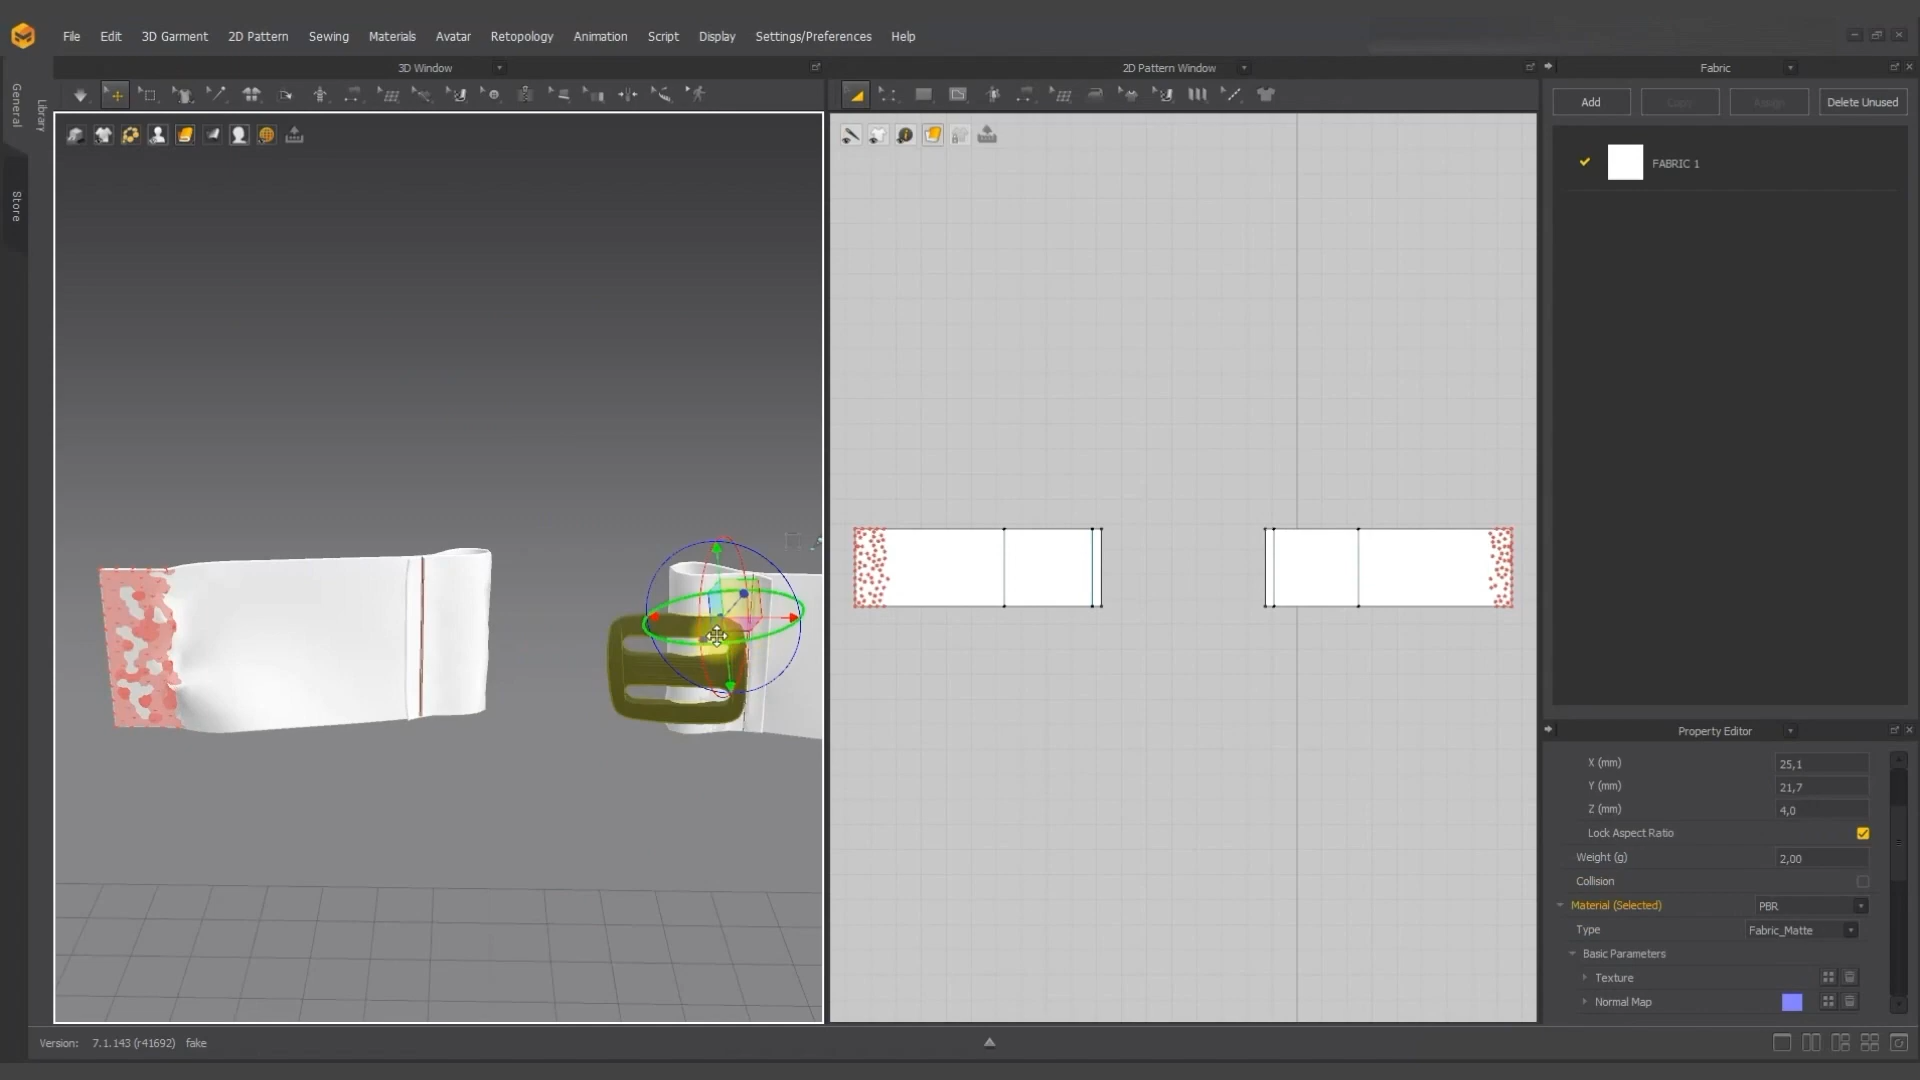 File Edit 3D Garment 2D Pattern Sewing Materials Avatar Retopology Animation Script Display Settings/Preferences Help
3D Window
2D Pattern Window
Fabric
General
Library
Store
Add
Copy
Assign
Delete Unused
FABRIC 1
Property Editor
X (mm) 25,1
Y (mm) 21,7
Z (mm) 4,0
Lock Aspect Ratio
Weight (g) 2,00
Collision
Material (Selected) PBR
Type Fabric_Matte
Basic Parameters
Texture
Normal Map
Version: 7.1.143 (r41692) fake